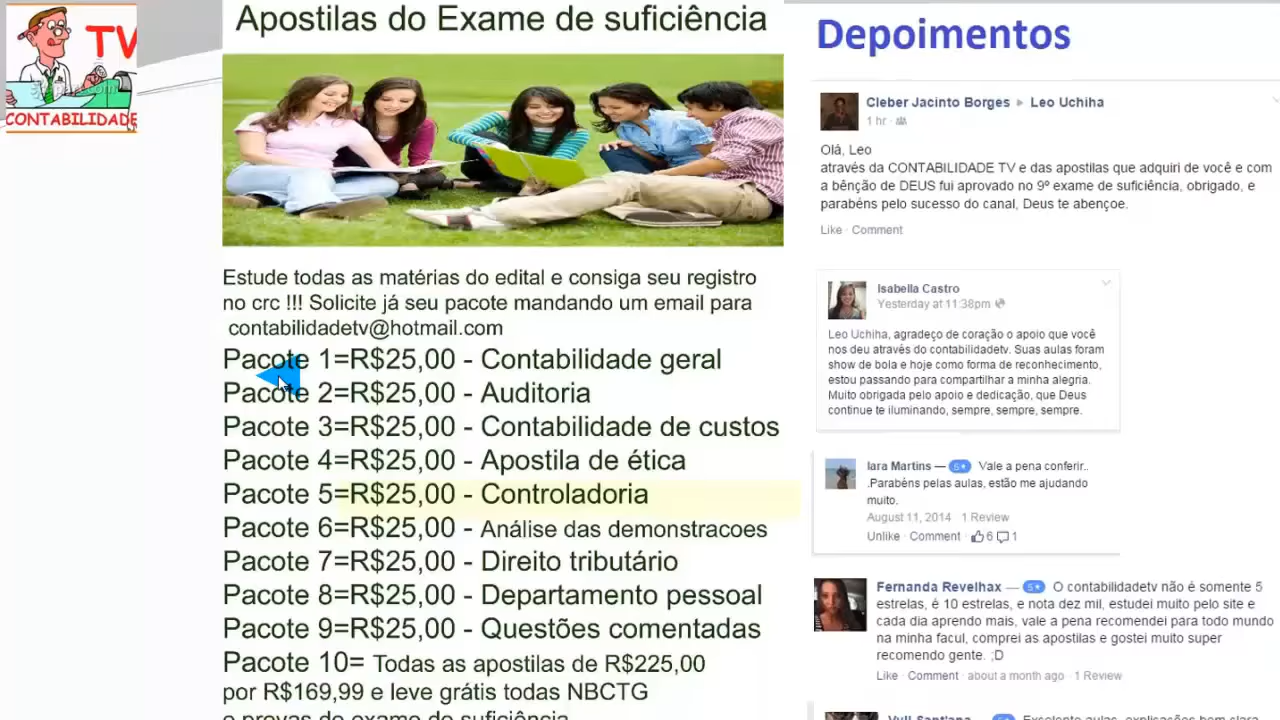 TV
CONTABILIDADE
Apostilas do Exame de suficiência
Estude todas as matérias do edital e consiga seu registro
no crc !!! Solicite já seu pacote mandando um email para
contabilidadetv@hotmail.com
Pacote 1=R$25,00 - Contabilidade geral
Pacote 2=R$25,00 - Auditoria
Pacote 3=R$25,00 - Contabilidade de custos
Pacote 4=R$25,00 - Apostila de ética
Pacote 5=R$25,00 - Controladoria
Pacote 6=R$25,00 - Análise das demonstracoes
Pacote 7=R$25,00 - Direito tributário
Pacote 8=R$25,00 - Departamento pessoal
Pacote 9=R$25,00 - Questões comentadas
Pacote 10= Todas as apostilas de R$225,00
por R$169,99 e leve grátis todas NBCTG
e provas do exame de suficiência
Depoimentos
Cleber Jacinto Borges ▸ Leo Uchiha
1 hr ·
Olá, Leo
através da CONTABILIDADE TV e das apostilas que adquiri de você e com
a bênção de DEUS fui aprovado no 9º exame de suficiência, obrigado, e
parabéns pelo sucesso do canal, Deus te abençoe.
Like · Comment
Isabella Castro
Yesterday at 11:38pm
Leo Uchiha, agradeço de coração o apoio que você
nos deu através do contabilidadetv. Suas aulas foram
show de bola e hoje como forma de reconhecimento,
estou passando para compartilhar a minha alegria.
Muito obrigada pelo apoio e dedicação, que Deus
continue te iluminando, sempre, sempre, sempre.
Iara Martins — 5★ Vale a pena conferir..
.Parabéns pelas aulas, estão me ajudando
muito.
August 11, 2014 · 1 Review
Unlike · Comment · 6 1
Fernanda Revelhax — 5★ O contabilidadetv não é somente 5
estrelas, é 10 estrelas, e nota dez mil, estudei muito pelo site e
cada dia aprendo mais, vale a pena recomendei para todo mundo
na minha facul, comprei as apostilas e gostei muito super
recomendo gente. ;D
Like · Comment · about a month ago · 1 Review